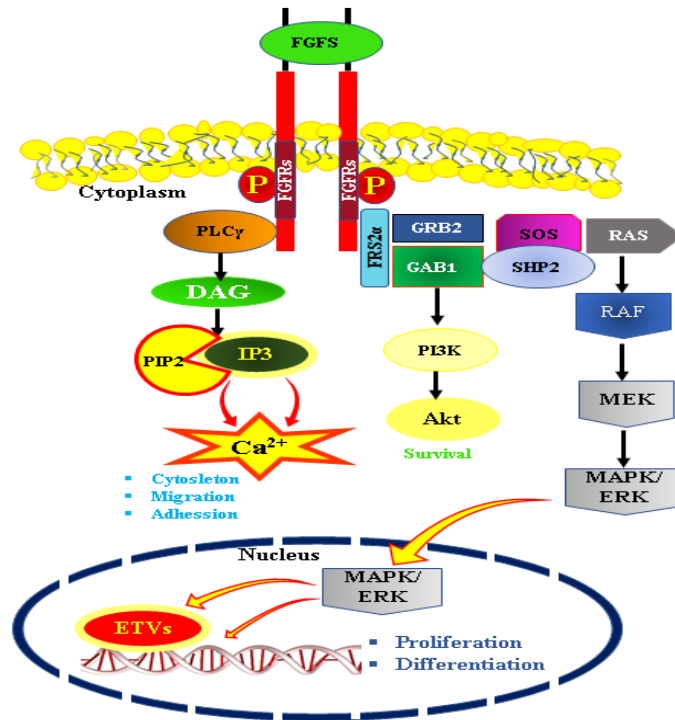 FGFS
FGFRs
FGFRs
P
P
Cytoplasm
PLCγ
DAG
PIP2
IP3
Ca²⁺
▪ Cytosleton
▪ Migration
▪ Adhession
FRS2α
GRB2
GAB1
SOS
SHP2
RAS
PI3K
Akt
Survival
RAF
MEK
MAPK/
ERK
Nucleus
MAPK/
ERK
ETVs
▪ Proliferation
▪ Differentiation